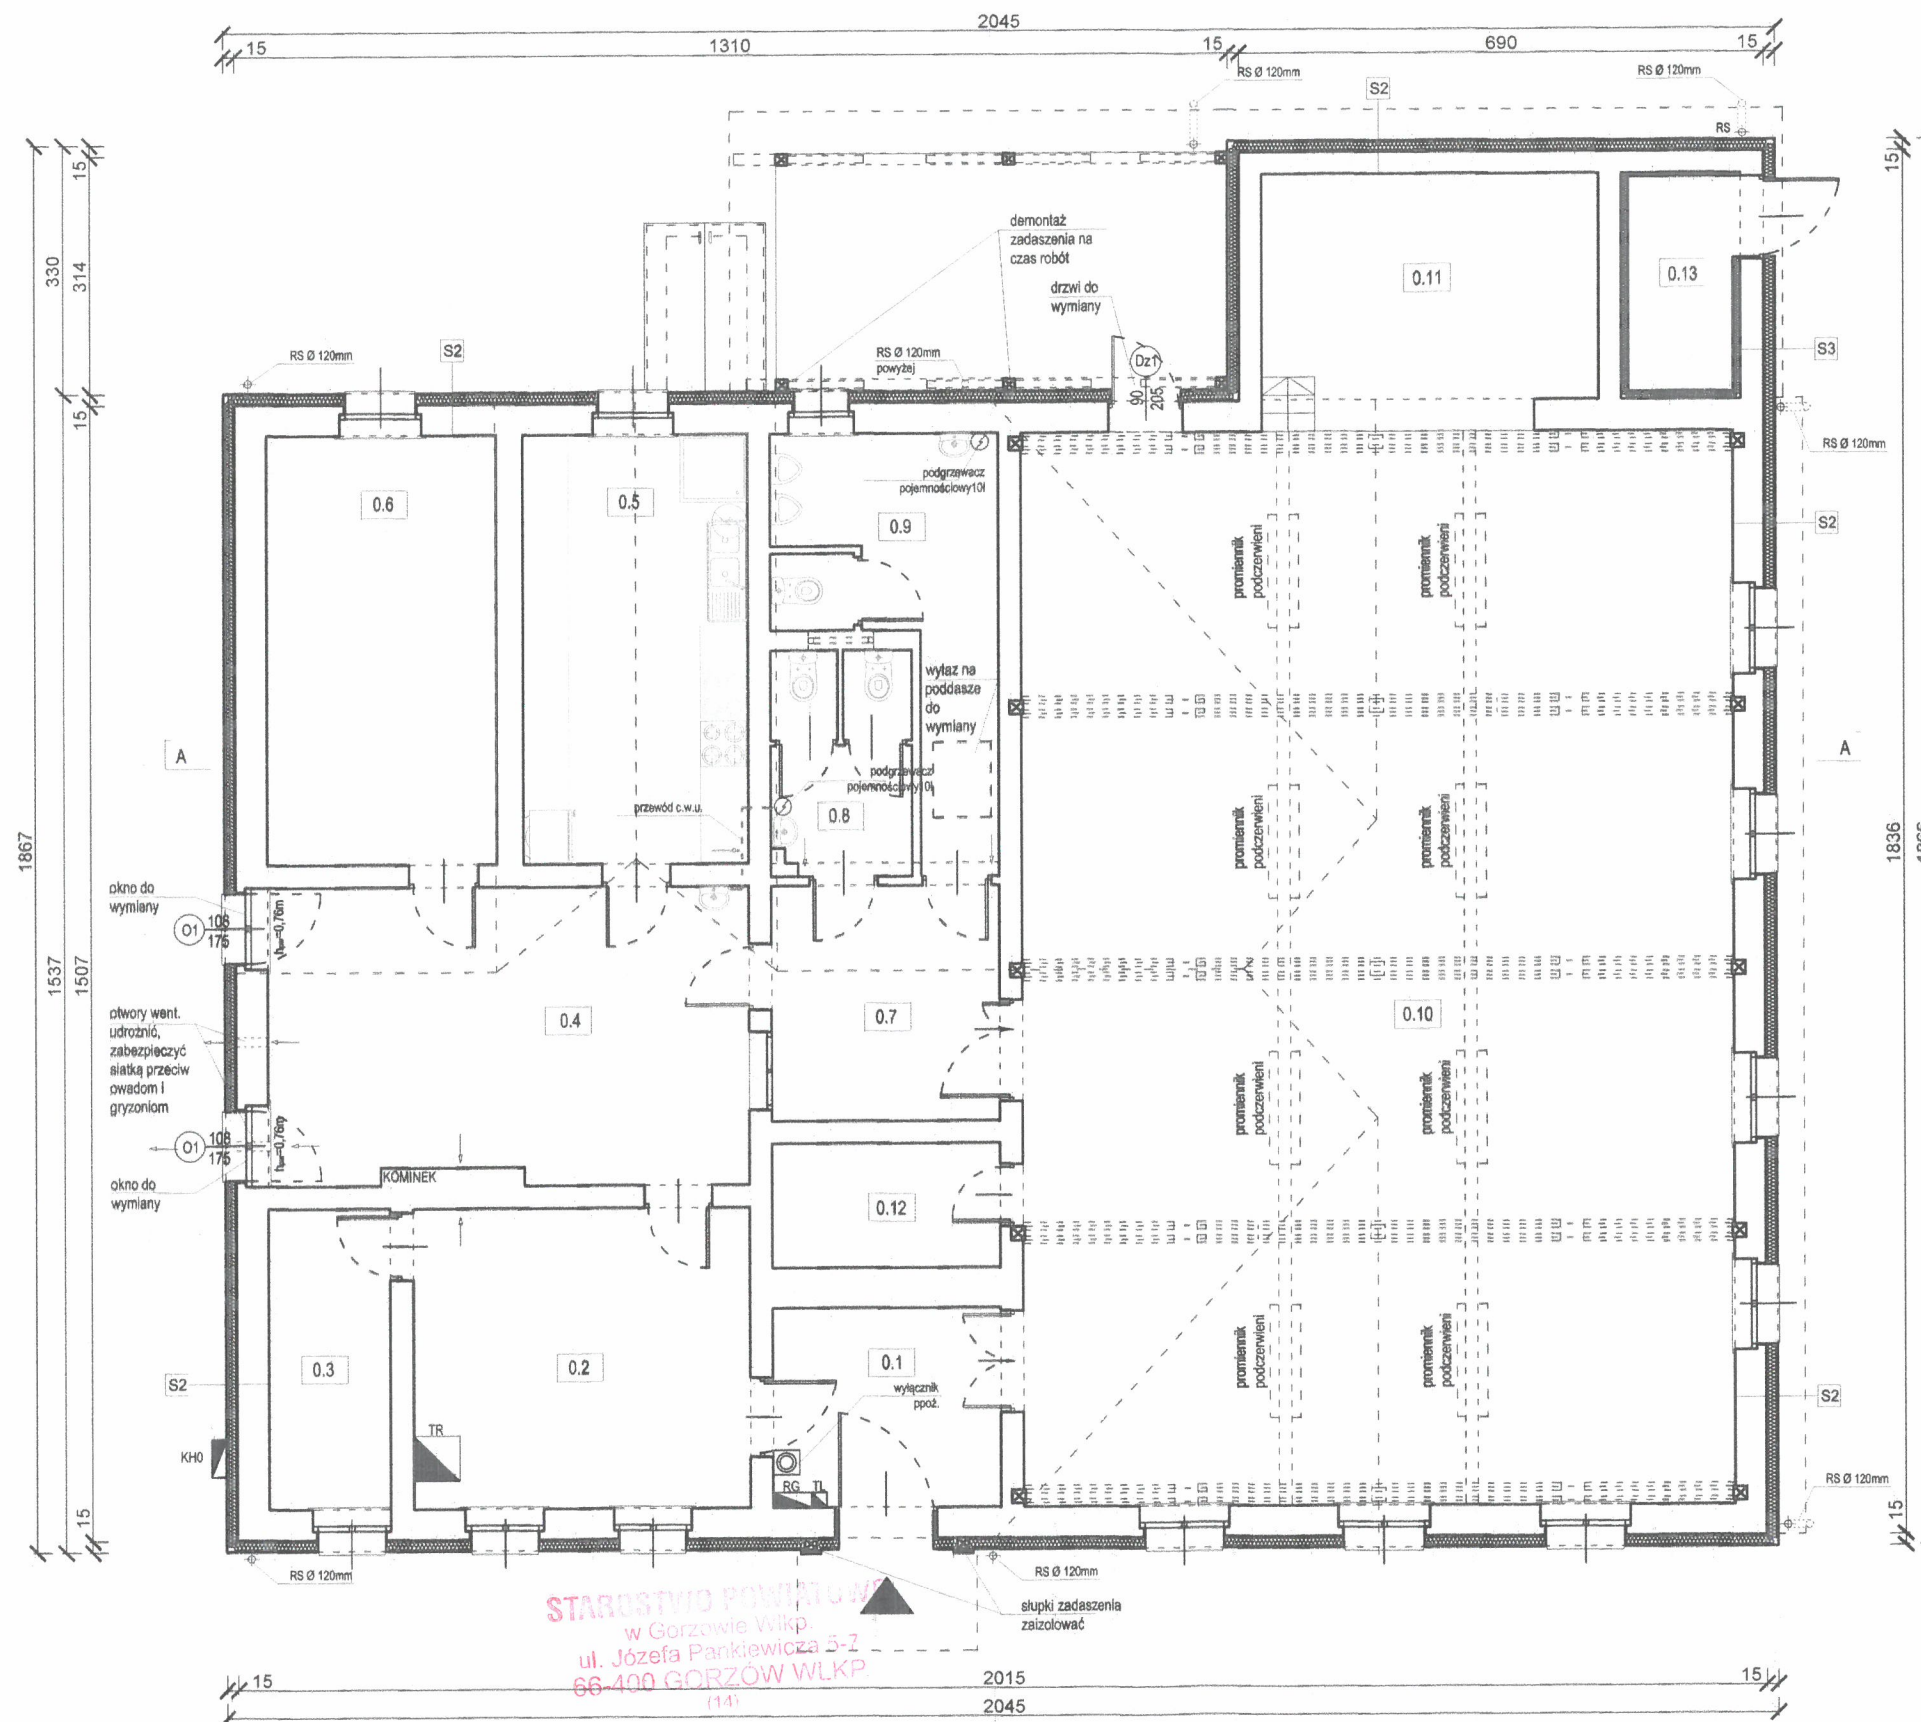 2045
15
1310
15
690
15
RS Ø 120mm
S2
RS Ø 120mm
RS
15
330
314
15
15
demontaż
zadaszenia na
czas robót
drzwi do
wymiany
0.11
0.13
S3
RS Ø 120mm
S2
RS Ø 120mm
powyżej
Dz1
90
205
RS Ø 120mm
podgrzewacz
pojemnościowy10l
0.6
0.5
0.9
S2
promiennik
podczerwieni
promiennik
podczerwieni
wyłaz na
poddasze
do
wymiany
A
A
podgrzewacz
pojemnościowy10l
przewód c.w.u.
0.8
promiennik
podczerwieni
promiennik
podczerwieni
1867
1537
1507
1836
okno do
wymiany
O1
108
175
0.4
0.7
0.10
otwory went.
udrożnić,
zabezpieczyć
siatką przeciw
owadom i
gryzoniom
promiennik
podczerwieni
promiennik
podczerwieni
O1
108
175
okno do
wymiany
KOMINEK
0.12
0.3
0.2
0.1
promiennik
podczerwieni
promiennik
podczerwieni
S2
S2
wyłącznik
ppoż.
TR
KH0
RG
TL
RS Ø 120mm
15
15
RS Ø 120mm
RS Ø 120mm
słupki zadaszenia
zaizolować
STAROSTWO POWIATOWE
w Gorzowie Wlkp.
ul. Józefa Pankiewicza 5-7
66-400 GORZÓW WLKP.
(14)
15
2015
15
2045